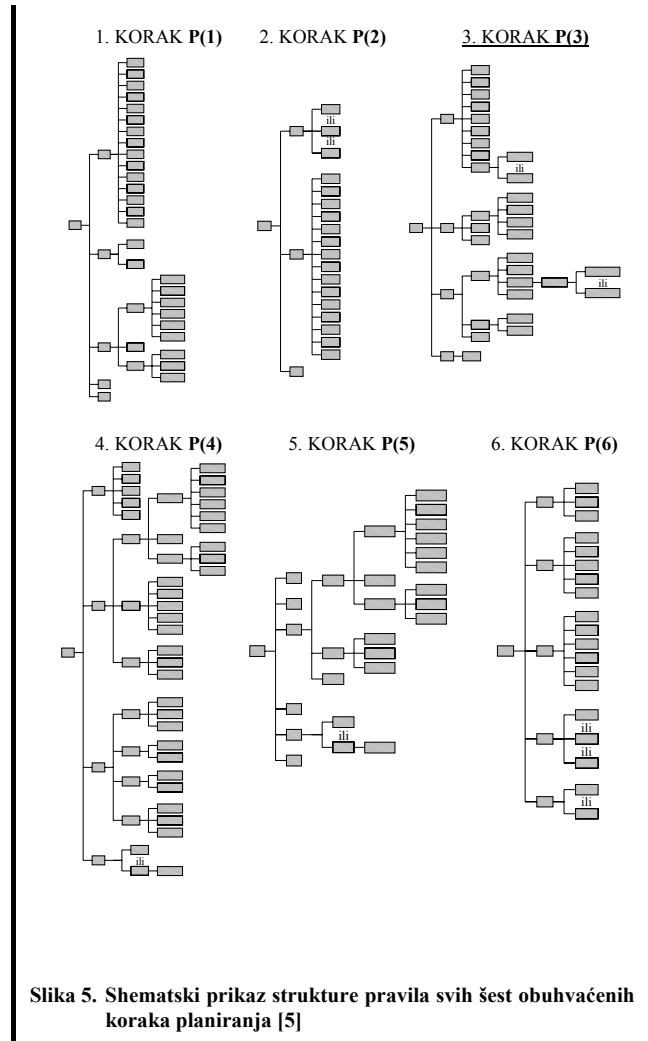 1. KORAK P(1) 2. KORAK P(2) 3. KORAK P(3)
ili
ili
ili
ili
4. KORAK P(4) 5. KORAK P(5) 6. KORAK P(6)
ili
ili
ili
ili
ili
Slika 5. Shematski prikaz strukture pravila svih šest obuhvaćenih
koraka planiranja [5]